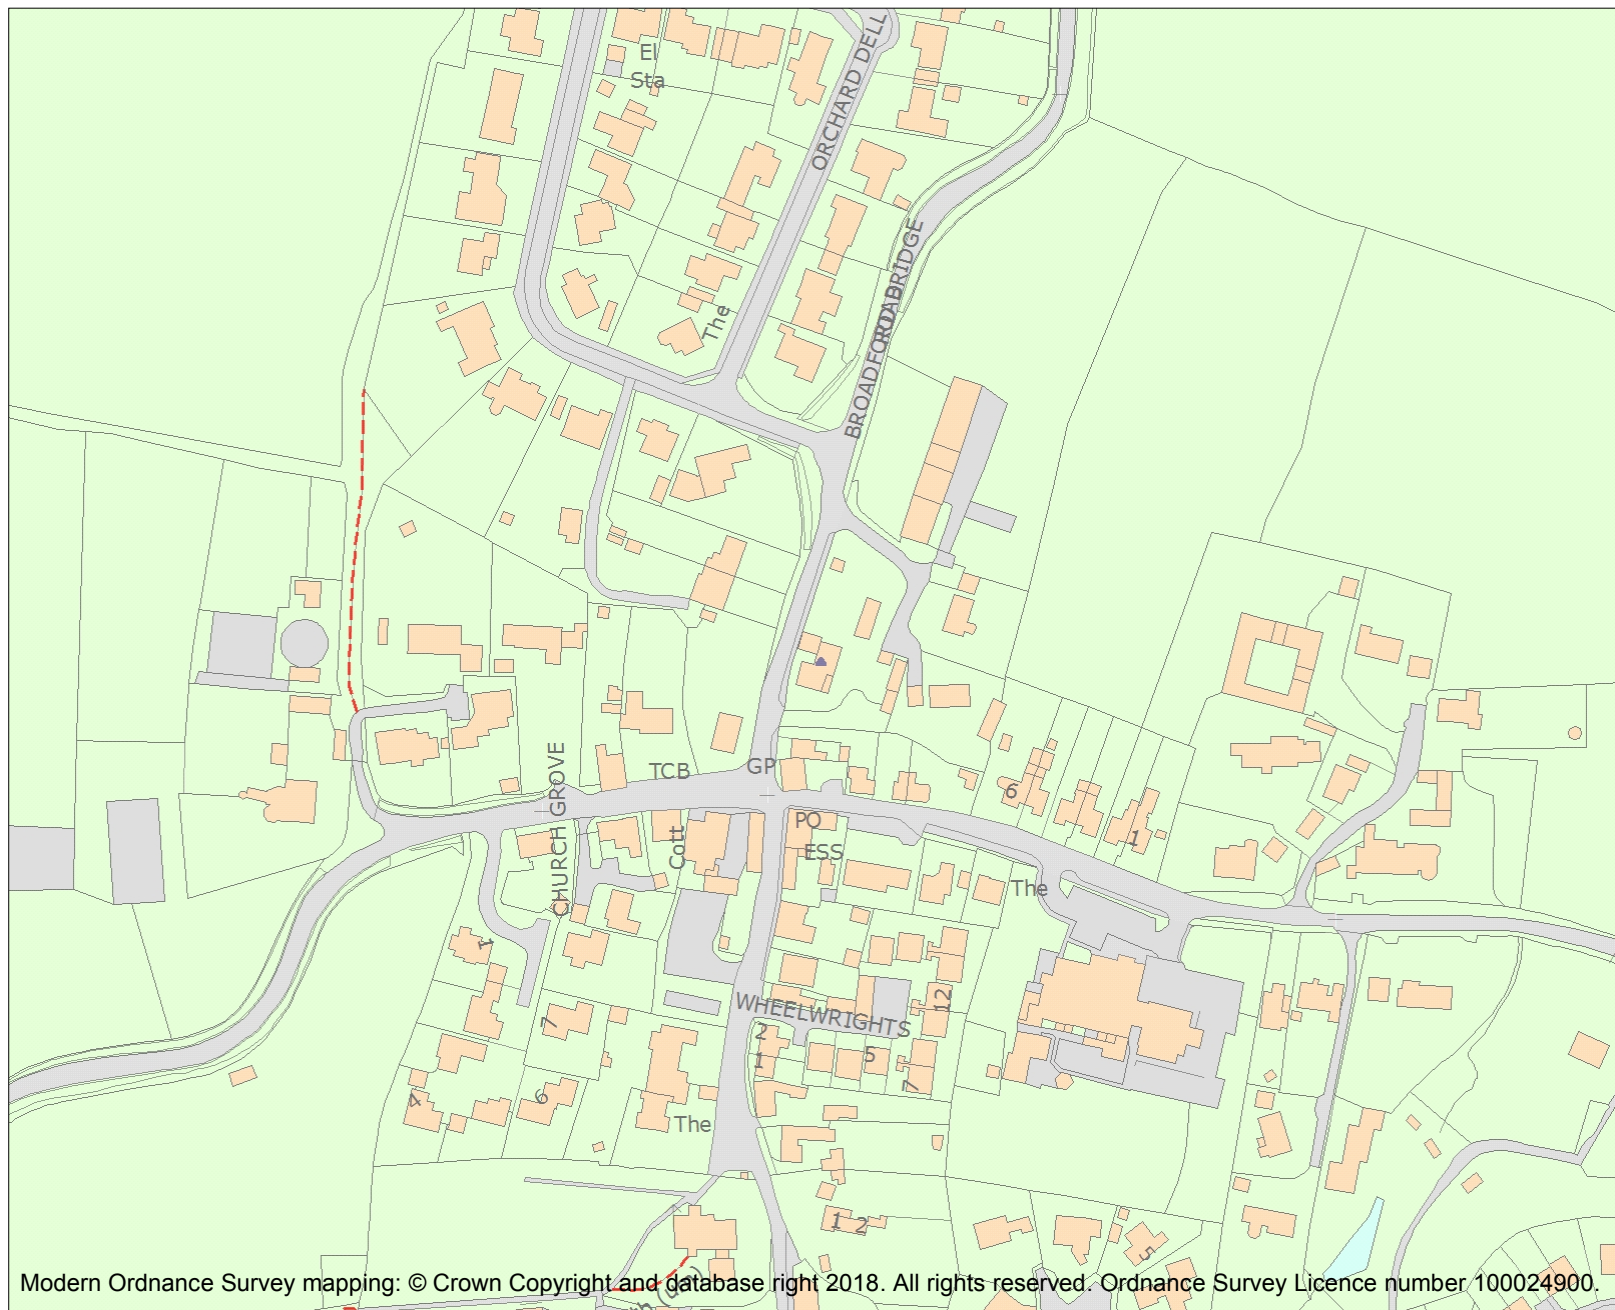 El
Sta
ORCHARD DELL
BROADFORD BRIDGE
ROAD
The
TCB
GP
CHURCH GROVE
Cott
PO
ESS
6
1
The
1
WHEELWRIGHTS
12
2
1
5
7
7
4
6
The
1 2
5
Modern Ordnance Survey mapping: © Crown Copyright and database right 2018. All rights reserved. Ordnance Survey Licence number 100024900.